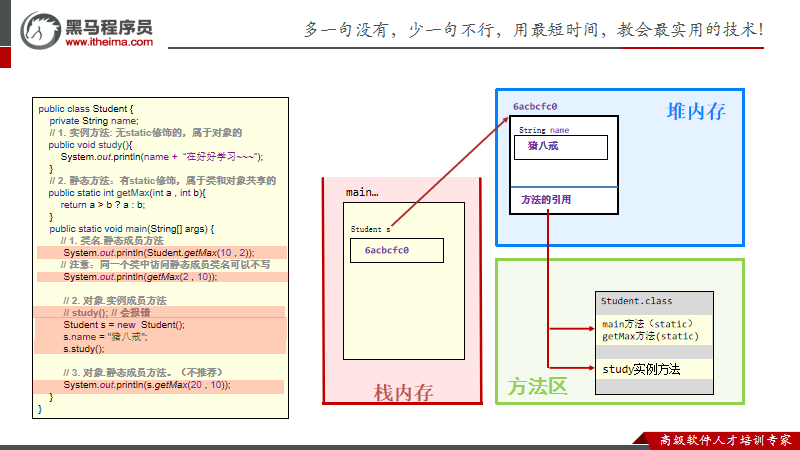 黑马程序员
www.itheima.com
多一句没有，少一句不行，用最短时间，教会最实用的技术！
public class Student {
private String name;
// 1. 实例方法: 无static修饰的，属于对象的
public void study(){
System.out.println(name + "在好好学习~~~");
}
// 2. 静态方法：有static修饰，属于类和对象共享的
public static int getMax(int a , int b){
return a > b ? a : b;
}
public static void main(String[] args) {
// 1. 类名.静态成员方法
System.out.println(Student.getMax(10 , 2));
// 注意：同一个类中访问静态成员类名可以不写
System.out.println(getMax(2 , 10));
// 2. 对象.实例成员方法
// study(); // 会报错
Student s = new Student();
s.name = "猪八戒";
s.study();
// 3. 对象.静态成员方法。（不推荐）
System.out.println(s.getMax(20 , 10));
}
}
main…
Student s
6acbcfc0
栈内存
6acbcfc0
堆内存
String name
猪八戒
方法的引用
Student.class
main方法（static）
getMax方法(static)
study实例方法
方法区
高级软件人才培训专家